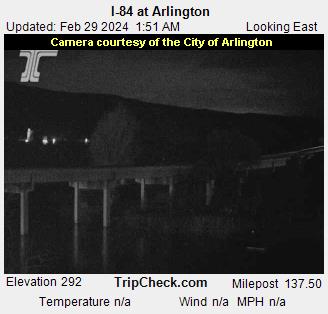 I-84 at Arlington
Updated: Feb 29 2024 1:51 AM Looking East
Camera courtesy of the City of Arlington
Elevation 292 TripCheck.com Milepost 137.50
Temperature n/a Wind n/a MPH n/a